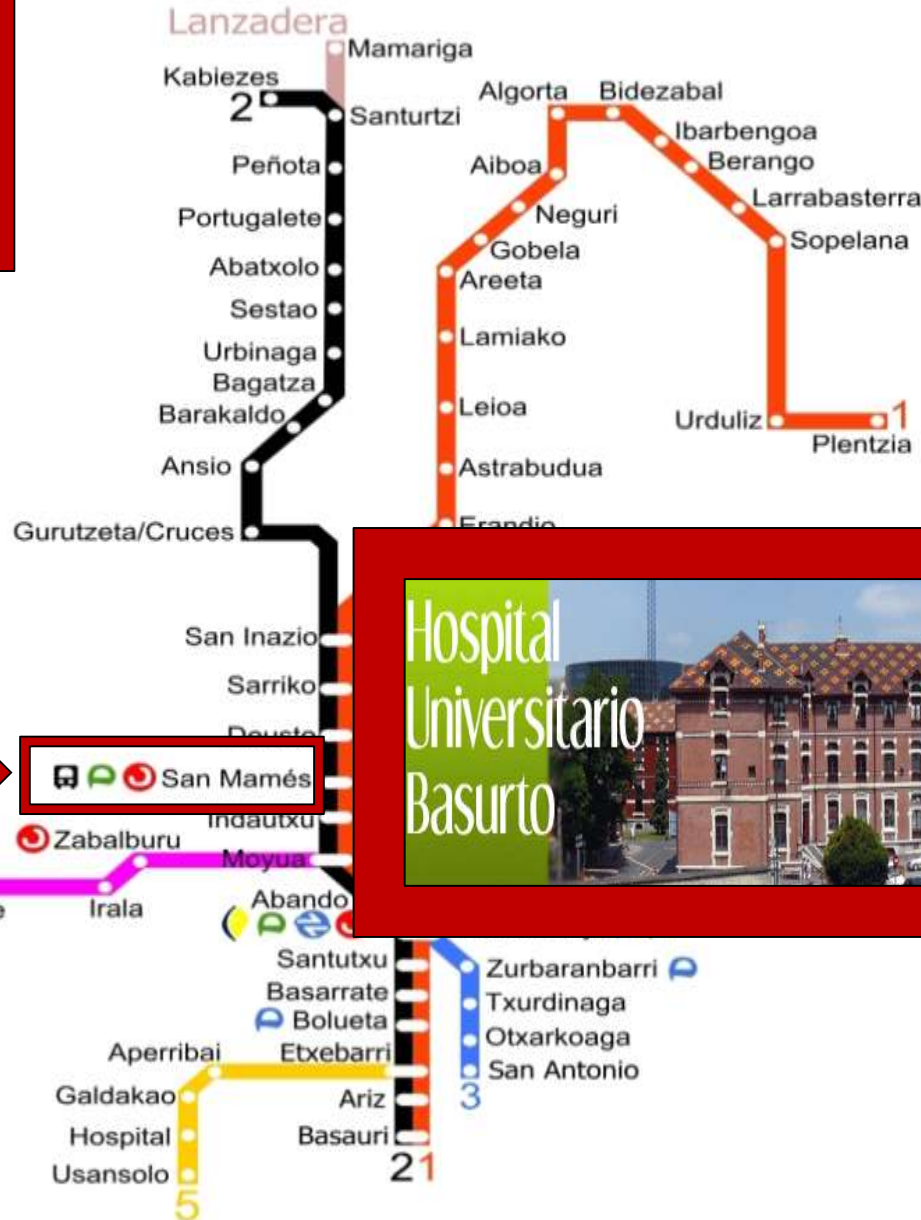 Lanzadera
Mamariga
Kabiezes
2
Santurtzi
Peñota
Portugalete
Abatxolo
Sestao
Urbinaga
Bagatza
Barakaldo
Ansio
Gurutzeta/Cruces
Algorta
Bidezabal
Ibarbengoa
Berango
Larrabasterra
Sopelana
Aiboa
Neguri
Gobela
Areeta
Lamiako
Leioa
Astrabudua
Erandio
Urduliz
1
Plentzia
San Inazio
Sarriko
Deusto
San Mamés
Indautxu
Zabalburu
Moyua
Irala
Abando
Hospital
Universitario
Basurto
Santutxu
Basarrate
Bolueta
Zurbaranbarri
Txurdinaga
Otxarkoaga
San Antonio
3
Aperribai
Etxebarri
Galdakao
Ariz
Hospital
Basauri
Usansolo
2 1
5